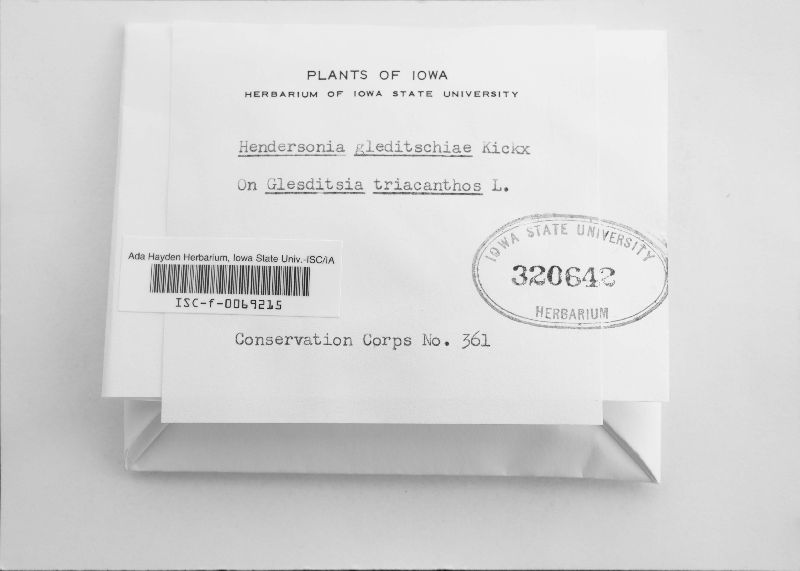 PLANTS OF IOWA
HERBARIUM OF IOWA STATE UNIVERSITY
Hendersonia gleditschiae Kickx
On Glesditsia triacanthos L.
Ada Hayden Herbarium, Iowa State Univ.-ISC/IA
ISC-f-0069215
IOWA STATE UNIVERSITY
320642
HERBARIUM
Conservation Corps No. 361